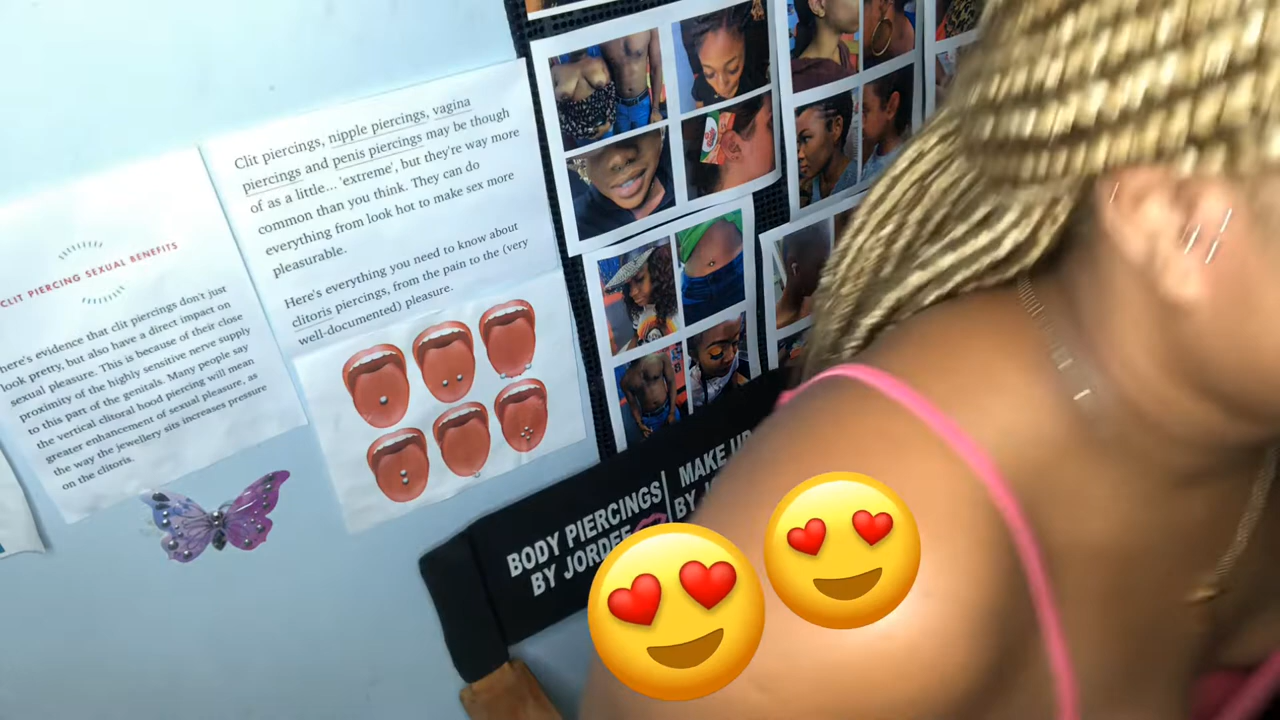 CLIT PIERCING SEXUAL BENEFITS
here's evidence that clit piercings don't just
look pretty, but also have a direct impact on
sexual pleasure. This is because of their close
proximity of the highly sensitive nerve supply
to this part of the genitals. Many people say
the vertical clitoral hood piercing will mean
greater enhancement of sexual pleasure, as
the way the jewellery sits increases pressure
on the clitoris.
Clit piercings, nipple piercings, vagina
piercings and penis piercings may be though
of as a little... 'extreme', but they're way more
common than you think. They can do
everything from look hot to make sex more
pleasurable.
Here's everything you need to know about
clitoris piercings, from the pain to the (very
well-documented) pleasure.
BODY PIERCINGS
BY JORDEE
MAKE UP
BY